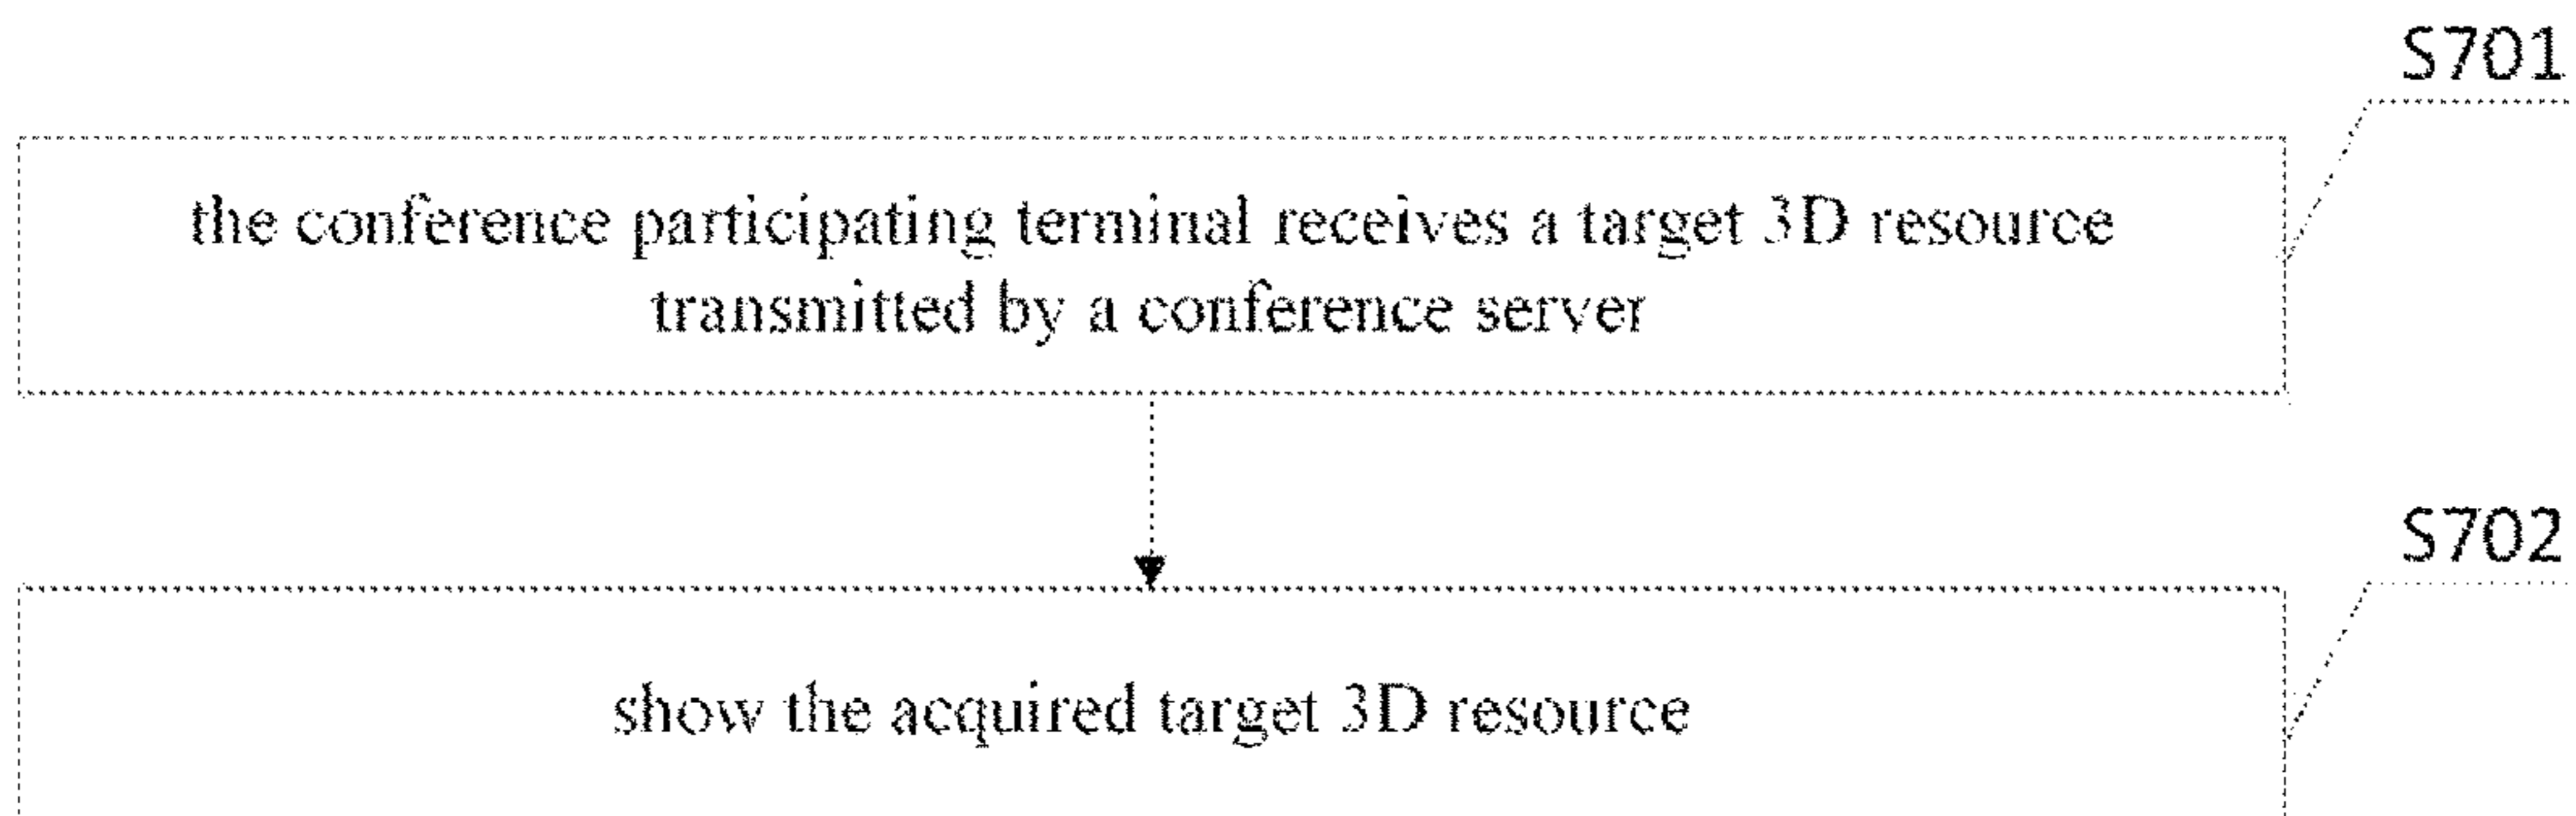 S701
the conference participating terminal receives a target 3D resource
transmitted by a conference server
S702
show the acquired target 3D resource